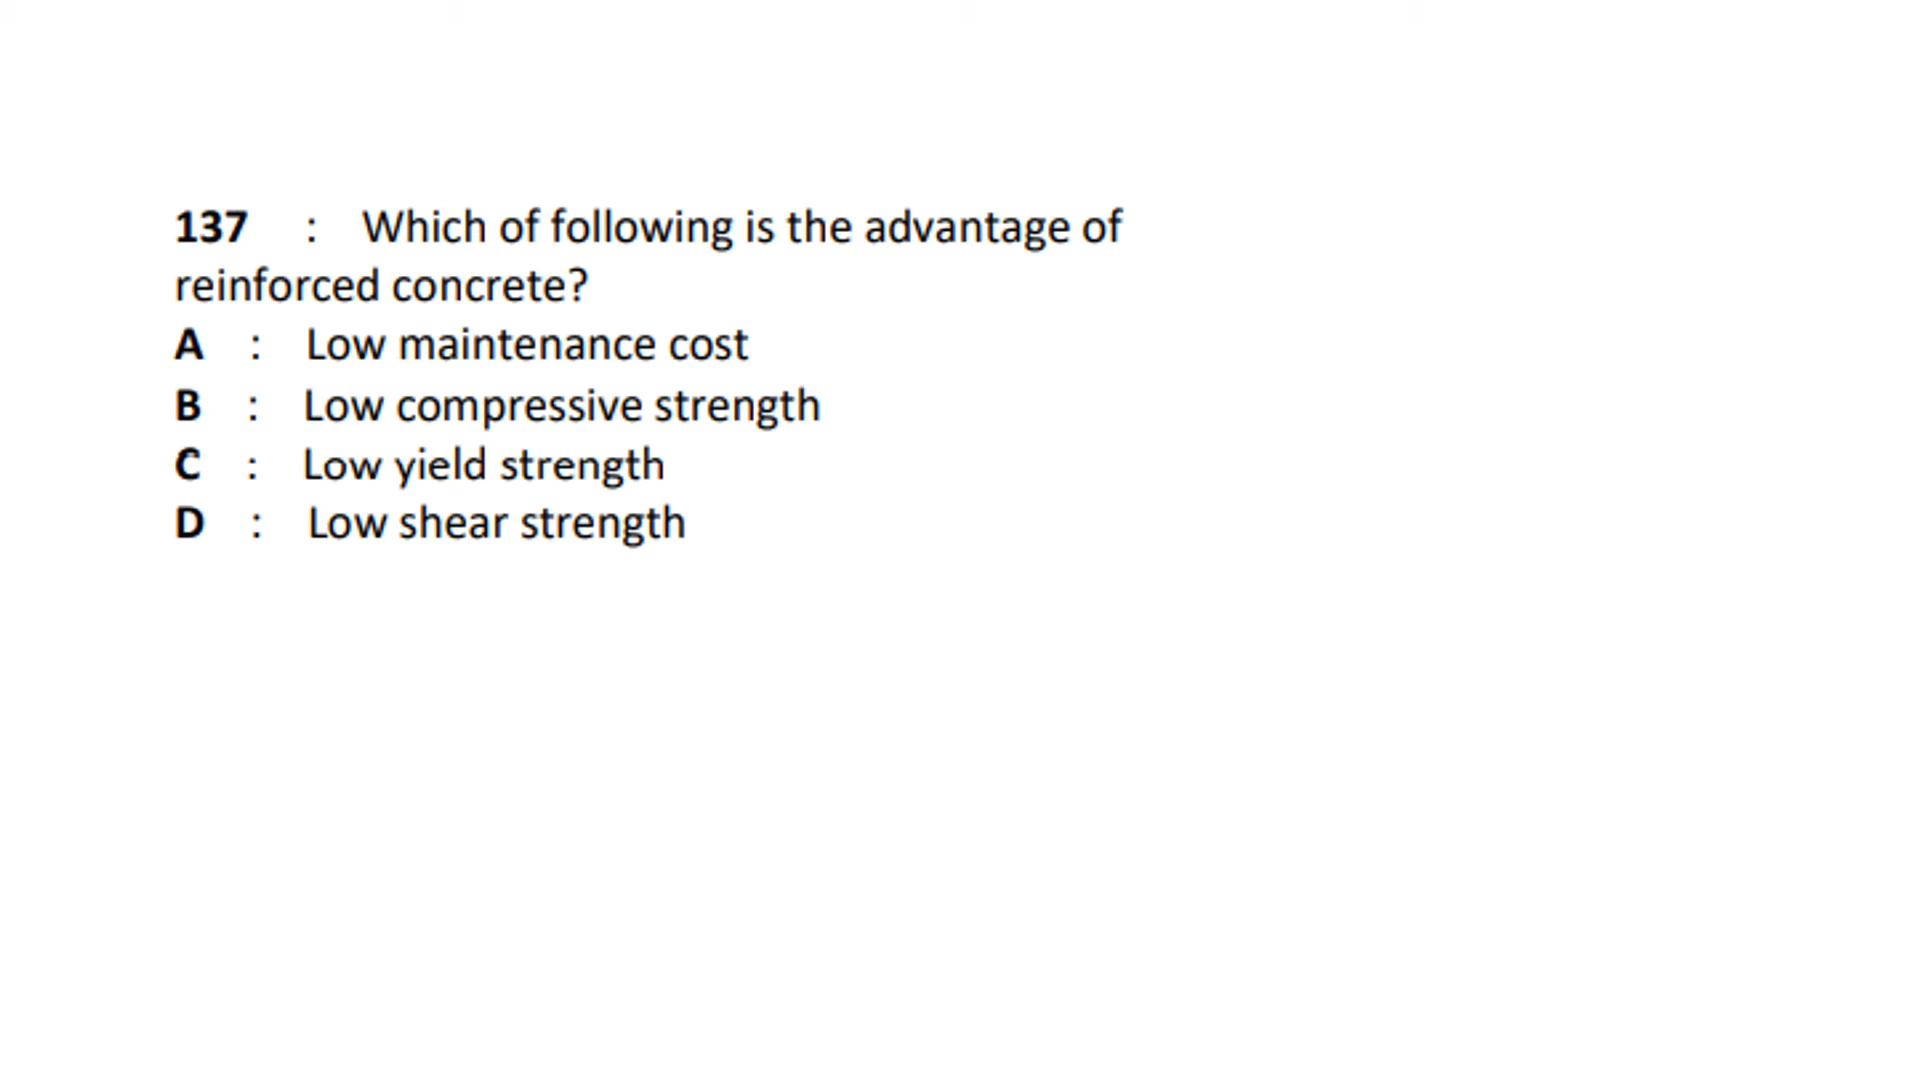 137 : Which of following is the advantage of
reinforced concrete?
A : Low maintenance cost
B : Low compressive strength
C : Low yield strength
D : Low shear strength